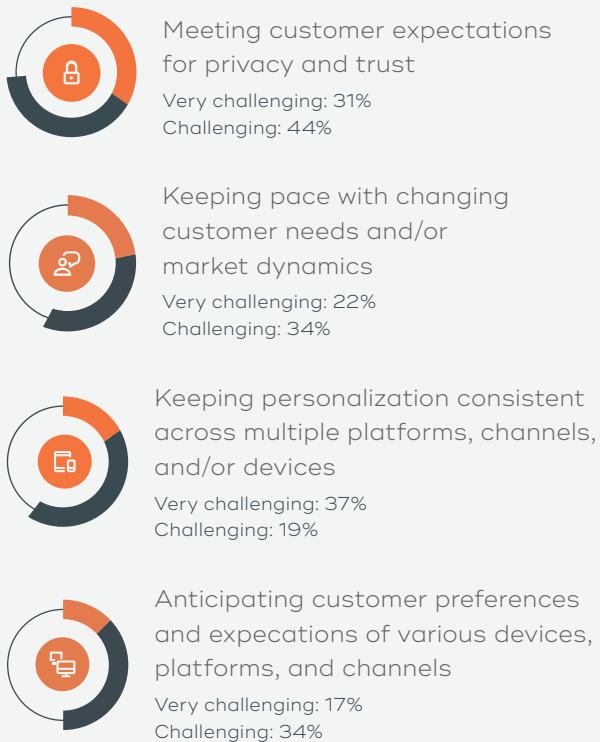 Meeting customer expectations
for privacy and trust
Very challenging: 31%
Challenging: 44%
Keeping pace with changing
customer needs and/or
market dynamics
Very challenging: 22%
Challenging: 34%
Keeping personalization consistent
across multiple platforms, channels,
and/or devices
Very challenging: 37%
Challenging: 19%
Anticipating customer preferences
and expecations of various devices,
platforms, and channels
Very challenging: 17%
Challenging: 34%